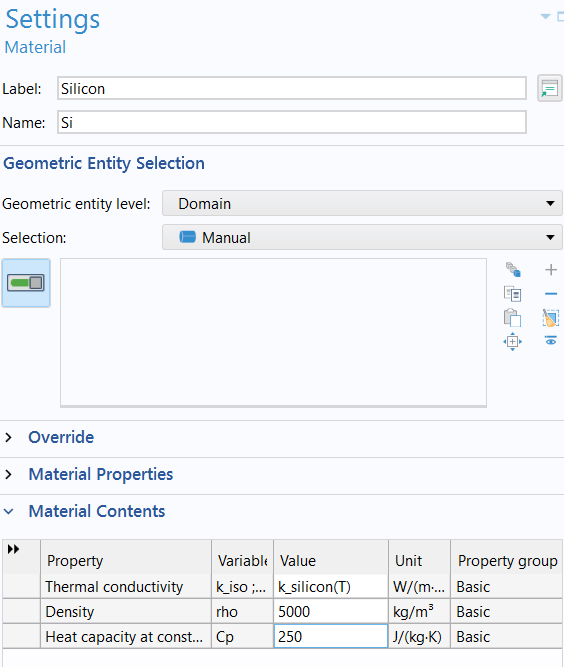 Settings
Material
Label: Silicon
Name: Si
Geometric Entity Selection
Geometric entity level: Domain
Selection: Manual
Override
Material Properties
Material Contents
Property Variable Value Unit Property group
Thermal conductivity k_iso ;... k_silicon(T) W/(m·... Basic
Density rho 5000 kg/m³ Basic
Heat capacity at const... Cp 250 J/(kg·K) Basic